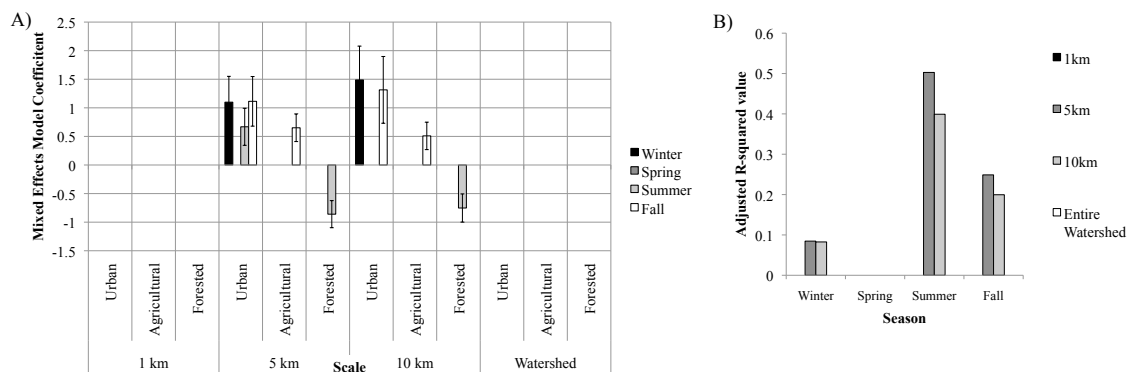 A)
Mixed Effects Model Coefficitent
2.5
2
1.5
1
0.5
0
-0.5
-1
-1.5
Urban
Agricultural
Forested
Urban
Agricultural
Forested
Urban
Agricultural
Forested
Urban
Agricultural
Forested
1 km
5 km
10 km
Watershed
Scale
Winter
Spring
Summer
Fall
B)
Adjusted R-squared value
0.6
0.5
0.4
0.3
0.2
0.1
0
Winter
Spring
Summer
Fall
Season
1km
5km
10km
Entire
Watershed